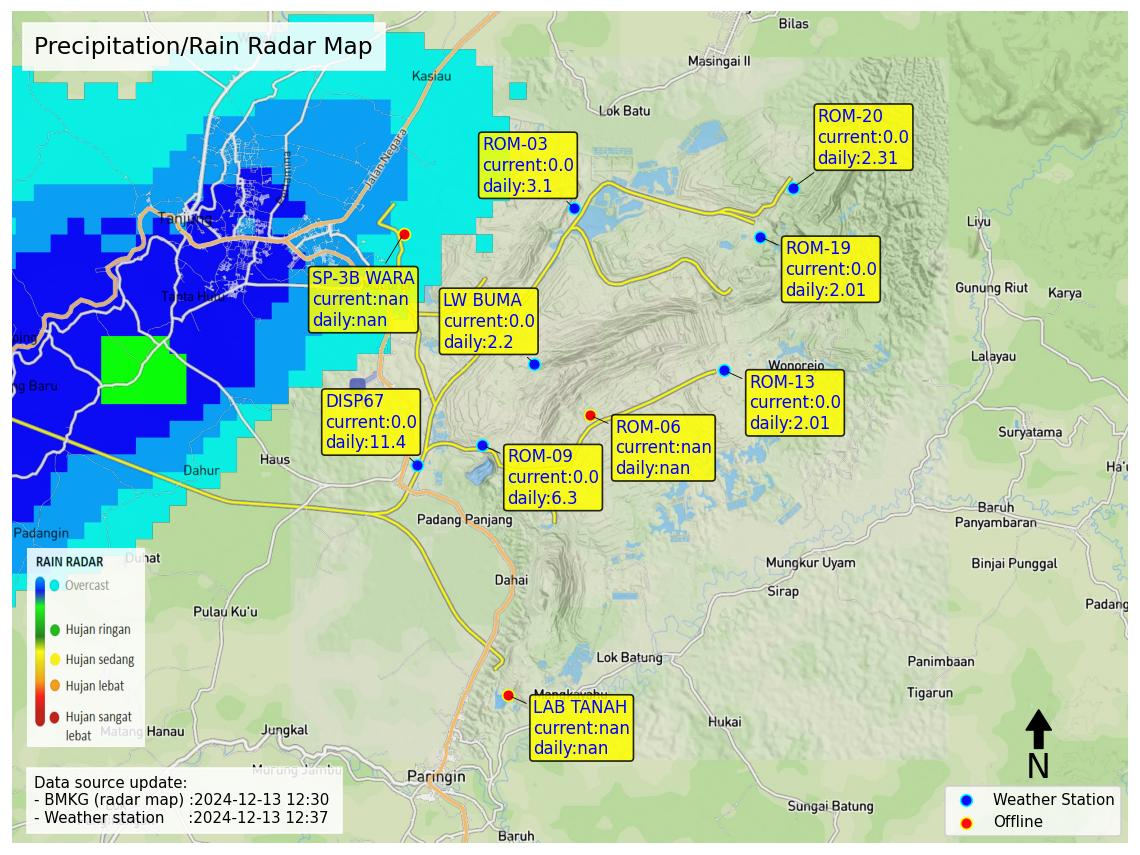 Precipitation/Rain Radar Map
Bilas
Masingai II
Kasiau
Lok Batu
Jalan Negara
ROM-20
current:0.0
daily:2.31
ROM-03
current:0.0
daily:3.1
Tanjung
Liyu
ROM-19
current:0.0
daily:2.01
SP-3B WARA
current:nan
daily:nan
LW BUMA
current:0.0
daily:2.2
Gunung Riut
Karya
Lalayau
Wonorejo
ROM-13
current:0.0
daily:2.01
ng Baru
DISP67
current:0.0
daily:11.4
ROM-06
current:nan
daily:nan
Suryatama
Haus
Dahur
ROM-09
current:0.0
daily:6.3
Baruh
Panyambaran
Padang Panjang
Padangin
Duhat
Mungkur Uyam
Binjai Punggal
Dahai
Sirap
Padang
Pulau Ku'u
RAIN RADAR
Overcast
Hujan ringan
Hujan sedang
Hujan lebat
Hujan sangat
lebat
Lok Batung
Panimbaan
Tigarun
LAB TANAH
current:nan
daily:nan
Hukai
Hanau
Jungkal
Murung Jambu
Paringin
Sungai Batung
Baruh
N
Data source update:
- BMKG (radar map) :2024-12-13 12:30
- Weather station :2024-12-13 12:37
Weather Station
Offline